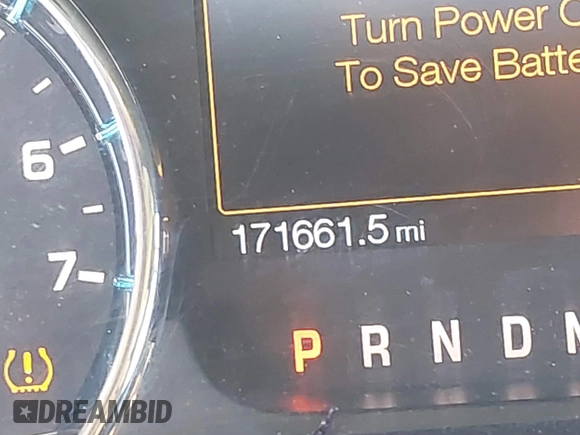 Turn Power O
To Save Batte
6
171661.5 mi
7
P R N D
DREAMBID